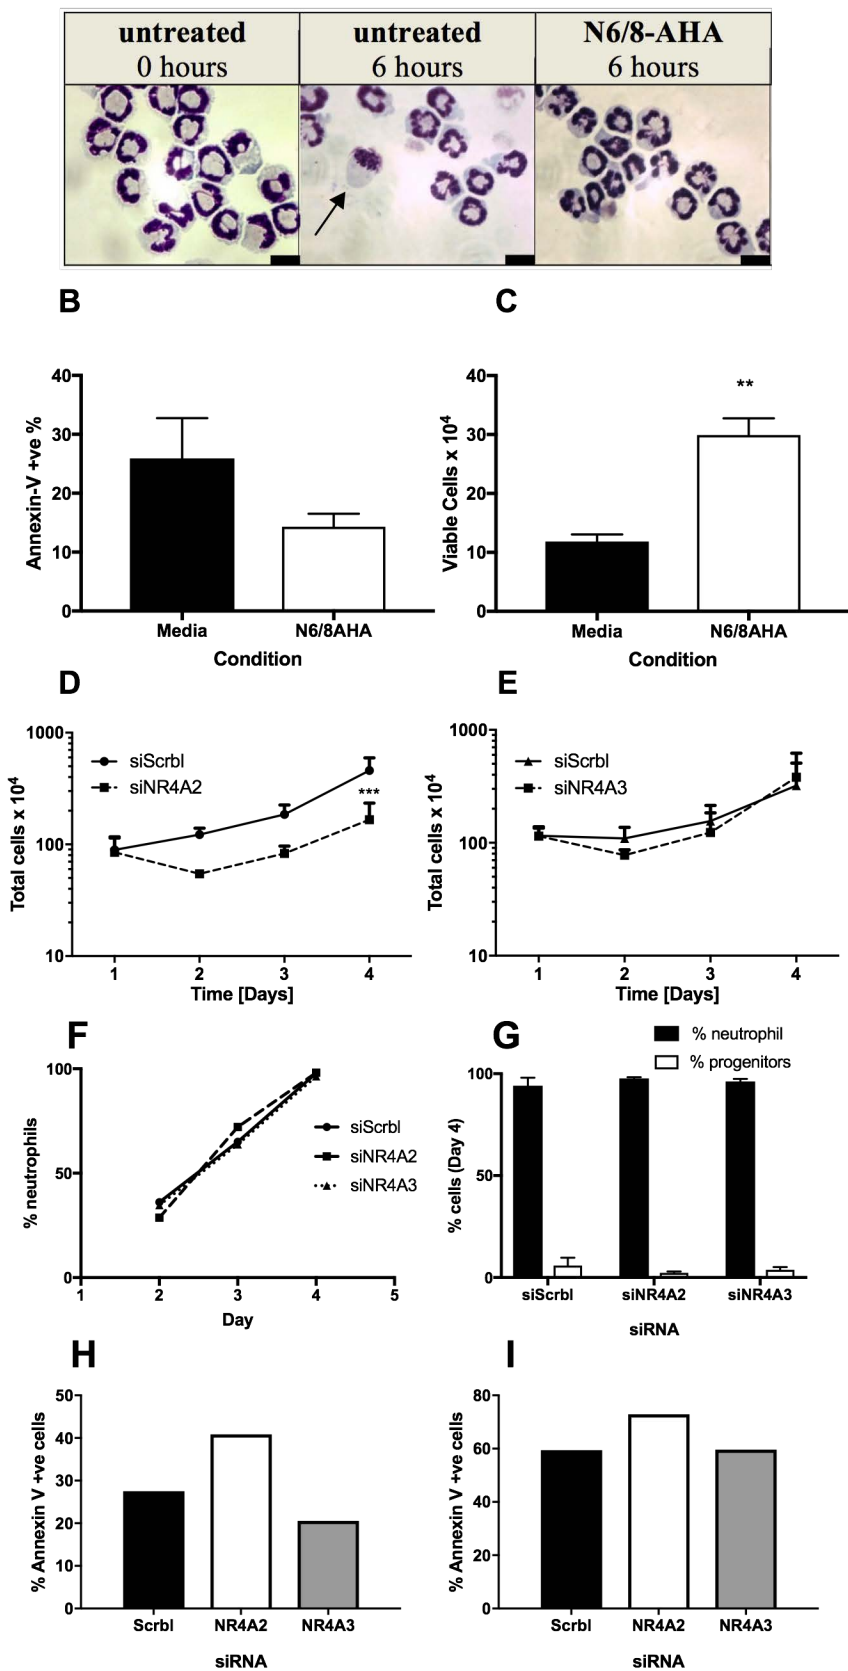 untreated
0 hours
untreated
6 hours
N6/8-AHA
6 hours
B
40
30
20
10
0
Annexin-V +ve %
Media
N6/8AHA
Condition
C
40
30
20
10
0
Viable Cells x 10⁴
**
Media
N6/8AHA
Condition
D
1000
100
10
Total cells x 10⁴
siScrbl
siNR4A2
***
1
2
3
4
Time [Days]
E
1000
100
10
Total cells x 10⁴
siScrbl
siNR4A3
1
2
3
4
Time [Days]
F
100
50
0
% neutrophils
siScrbl
siNR4A2
siNR4A3
1
2
3
4
5
Day
G
% neutrophil
% progenitors
100
50
0
% cells (Day 4)
siScrbl
siNR4A2
siNR4A3
siRNA
H
50
40
30
20
10
0
% Annexin V +ve cells
Scrbl
NR4A2
NR4A3
siRNA
I
80
60
40
20
0
% Annexin V +ve cells
Scrbl
NR4A2
NR4A3
siRNA